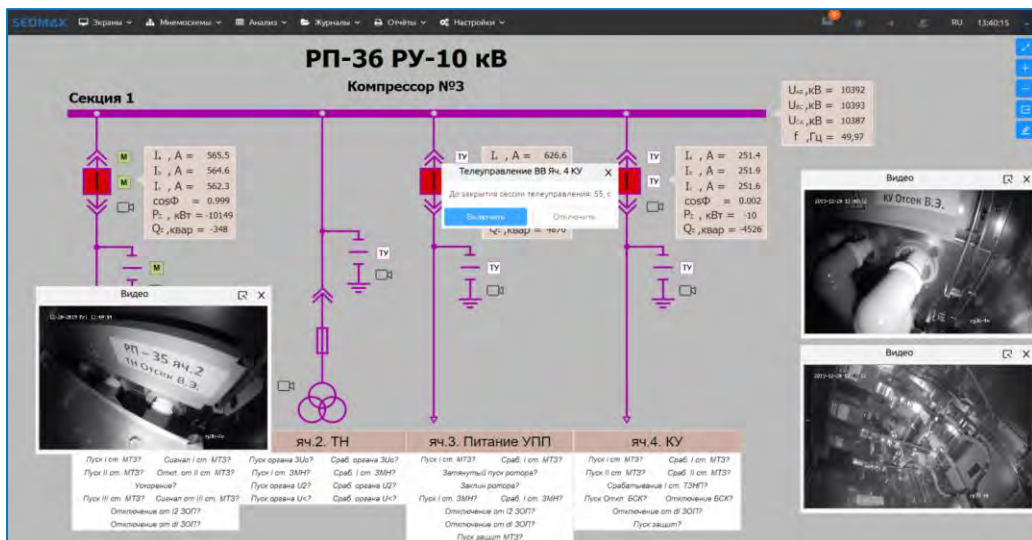 SEDMAX Экраны Мнемосхемы Анализ Журналы Отчёты Настройки RU 13:40:15
РП-36 РУ-10 кВ
Компрессор №3
Секция 1
UAB ,кВ = 10392
UBC ,кВ = 10393
UCA ,кВ = 10387
f ,Гц = 49,97
М
I , А = 565.5
М
I , А = 564.6
I , А = 562.3
cosΦ = 0.999
PΣ , кВт = -10149
QΣ ,квар = -348
М
ТУ
ТУ
I , А = 626.6
Телеуправление ВВ Яч. 4 КУ X
До закрытия сессии телеуправления: 55, с
Включить Отключить
QΣ ,квар = 4670
ТУ
ТУ
ТУ
I , А = 251.4
I , А = 251.9
I , А = 251.6
cosΦ = 0.002
PΣ , кВт = -10
QΣ ,квар = -4526
ТУ
Видео X
КУ Отсек В.Э.
Видео X
РП - 35 ЯЧ.2
ТН Отсек В.Э.
Видео X
яч.2. ТН
яч.3. Питание УПП
яч.4. КУ
Пуск I ст. МТЗ? Сигнал I ст. МТЗ?
Пуск II ст. МТЗ? Откл. от II ст. МТЗ?
Ускорение?
Пуск III ст. МТЗ? Сигнал от III ст. МТЗ?
Отключение от I2 ЗОП?
Отключение от dI ЗОП?
Пуск органа 3Uo? Сраб. органа 3Uo?
Пуск I ст. ЗМН? Сраб. I ст. ЗМН?
Пуск органа U2? Сраб. органа U2?
Пуск органа U<? Сраб. органа U<?
Пуск I ст. МТЗ? Сраб. I ст. МТЗ?
Затянутый пуск ротора?
Заклин ротора?
Пуск I ст. ЗМН? Сраб. I ст. ЗМН?
Отключение от I2 ЗОП?
Отключение от dI ЗОП?
Пуск защит МТЗ?
Пуск I ст. МТЗ? Сраб. I ст. МТЗ?
Пуск II ст. МТЗ? Сраб. II ст. МТЗ?
Срабатывание I ст. ТЗНП?
Пуск Откл. БСК? Отключение БСК?
Отключение от I2 ЗОП?
Отключение от dI ЗОП?
Пуск защит?